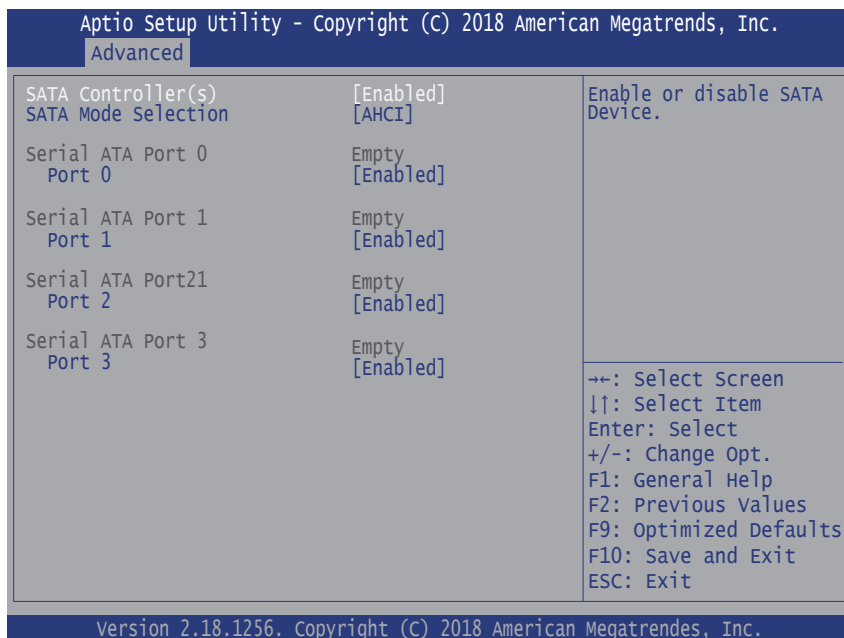 Aptio Setup Utility - Copyright (C) 2018 American Megatrends, Inc.
Advanced
SATA Controller(s) [Enabled]
SATA Mode Selection [AHCI]
Serial ATA Port 0 Empty
Port 0 [Enabled]
Serial ATA Port 1 Empty
Port 1 [Enabled]
Serial ATA Port21 Empty
Port 2 [Enabled]
Serial ATA Port 3 Empty
Port 3 [Enabled]
Enable or disable SATA
Device.
→←: Select Screen
↓↑: Select Item
Enter: Select
+/-: Change Opt.
F1: General Help
F2: Previous Values
F9: Optimized Defaults
F10: Save and Exit
ESC: Exit
Version 2.18.1256. Copyright (C) 2018 American Megatrendes, Inc.